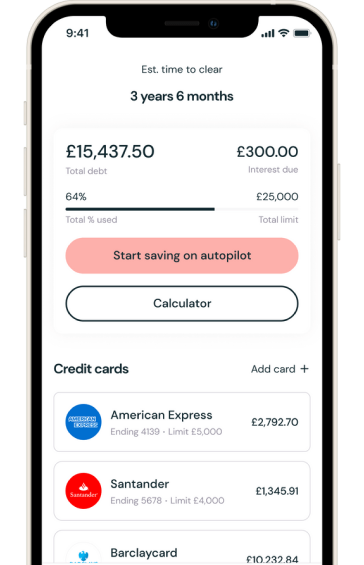 9:41
Est. time to clear
3 years 6 months
£15,437.50 £300.00
Total debt Interest due
64% £25,000
Total % used Total limit
Start saving on autopilot
Calculator
Credit cards Add card +
AMERICAN
EXPRESS
American Express
Ending 4139 · Limit £5,000
£2,792.70
Santander
Santander
Ending 5678 · Limit £4,000
£1,345.91
Barclaycard
£10,232.84